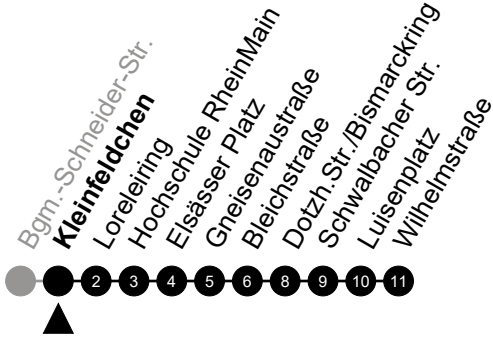 Bgm.-Schneider-Str.
Kleinfeldchen
Loreleiring
Hochschule RheinMain
Elsässer Platz
Gneisenaustraße
Bleichstraße
Dotzh.Str./Bismarckring
Schwalbacher Str.
Luisenplatz
Wilhelmstraße
2 3 4 5 6 8 9 10 11